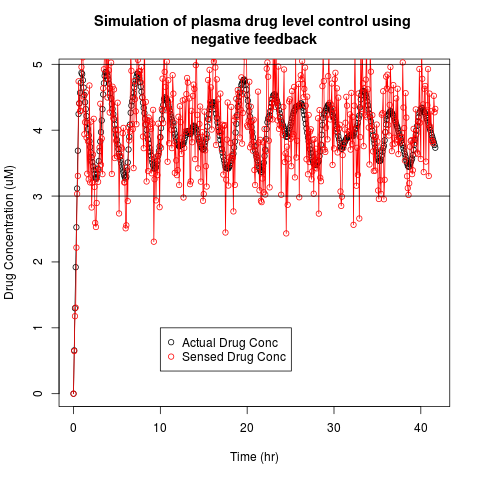 Simulation of plasma drug level control using
negative feedback
Drug Concentration (uM)
5
4
3
2
1
0
Actual Drug Conc
Sensed Drug Conc
0 10 20 30 40
Time (hr)